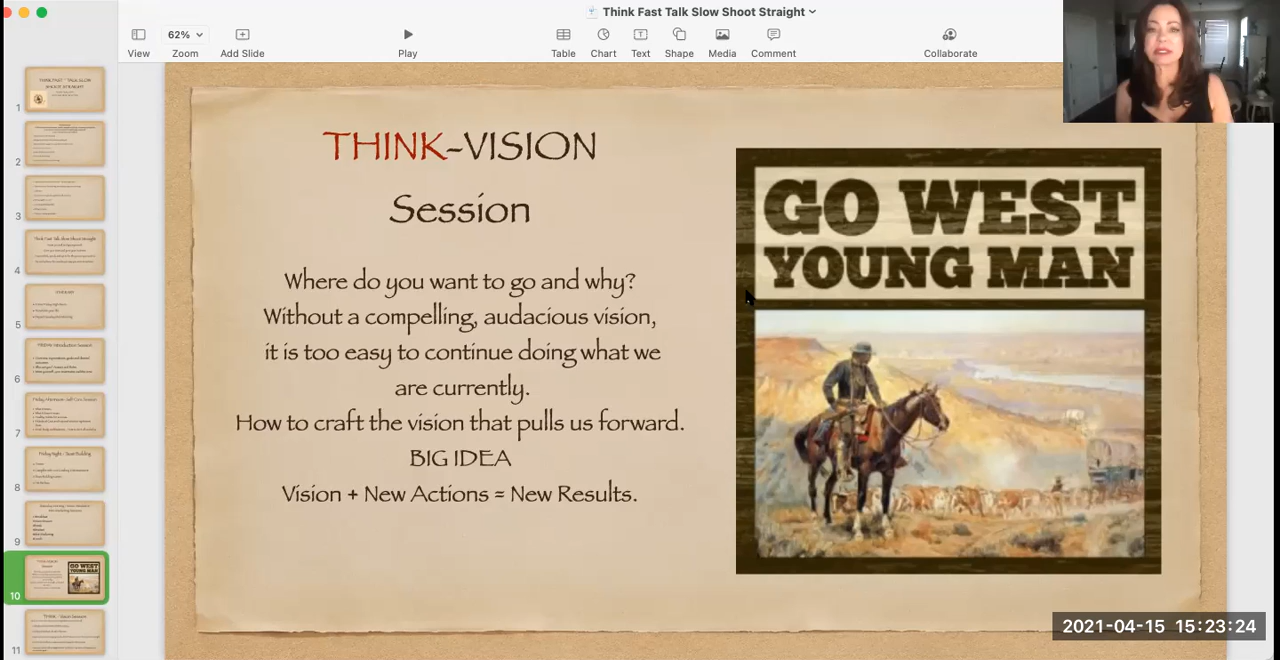 Think Fast Talk Slow Shoot Straight
62%
View
Zoom
Add Slide
Play
Table
Chart
Text
Shape
Media
Comment
Collaborate
1
2
3
4
5
6
7
8
9
10
11
THINK-VISION
Session
Where do you want to go and why?
Without a compelling, audacious vision,
it is too easy to continue doing what we
are currently.
How to craft the vision that pulls us forward.
BIG IDEA
Vision + New Actions = New Results.
GO WEST
YOUNG MAN
2021-04-15 15:23:24